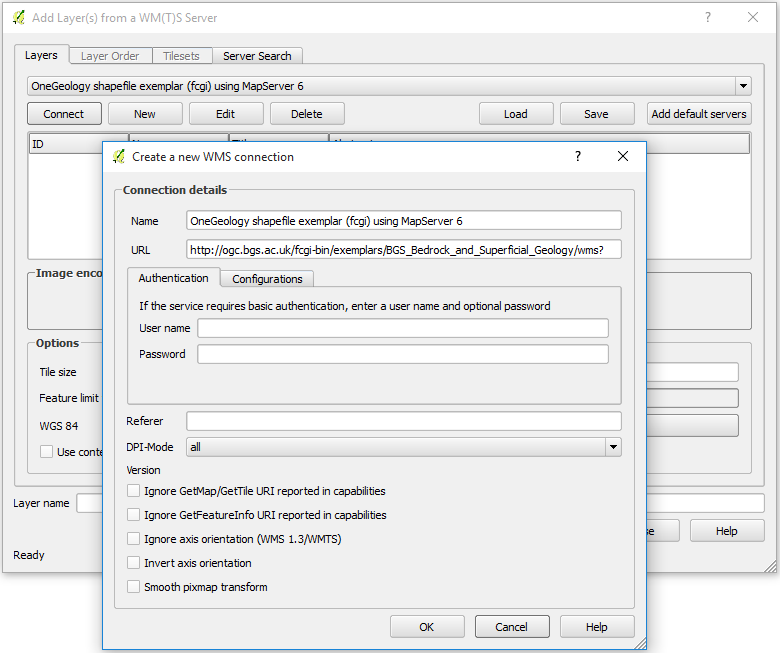 Add Layer(s) from a WM(T)S Server
Layers Layer Order Tilesets Server Search
OneGeology shapefile exemplar (fcgi) using MapServer 6
Connect New Edit Delete Load Save Add default servers
ID
Create a new WMS connection
Connection details
Name OneGeology shapefile exemplar (fcgi) using MapServer 6
URL http://ogc.bgs.ac.uk/fcgi-bin/exemplars/BGS_Bedrock_and_Superficial_Geology/wms?
Authentication Configurations
If the service requires basic authentication, enter a user name and optional password
User name
Password
Referer
DPI-Mode all
Version
Ignore GetMap/GetTile URI reported in capabilities
Ignore GetFeatureInfo URI reported in capabilities
Ignore axis orientation (WMS 1.3/WMTS)
Invert axis orientation
Smooth pixmap transform
OK Cancel Help
Image enco
Options
Tile size
Feature limit
WGS 84
Use conte
Layer name
se Help
Ready